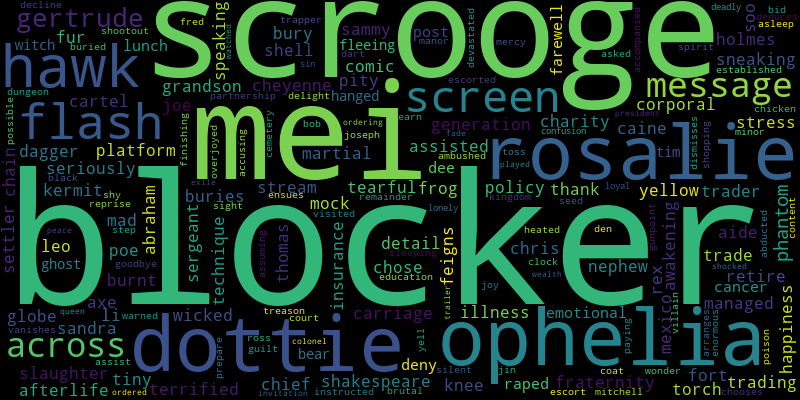 decline
gertrude
fred
trapper
shootout
buried
witch
fur
lunch
hawk
watched
speaking
scrooge
sammy
post
bury
manor
shell
fleeing
dart
comic
mercy
devastated
farewell
asked
spirit
accompanied
deadly
bid
denuces
asleep
soo
holmes
sneaking
established
grandson
cheyenne
pity
sin
escorted
message
cartel
joe
partnership
delight
hanged
earn
screen
corporal
president
chicken
flash
possible
dungeon
dagger
platform
finishing
overjoyed
accusing
mei
cemetery
bob
ordering
joseph
martial
generation
fade
charity
confusion
caine
stress
assisted
ambushed
toss
played
rosalie
tim
dismisses
shopping
minor
seriously
settler
chain
kermit
shy
reprise
black
exile
buries
stream
ensues
dee
tearful
frog
policy
thank
yellow
trader
phantom
content
step
mad
sight
mock
remainder
visited
lonely
kingdom
seed
gunpoint
loyal
abducted
leo
poe
abraham
sergeant
technique
blocker
ghost
peace
goodbye
thomas
assuming
insurance
detail
chose
sleeping
education
feigns
heated
clock
wealth
den
chris
nephew
joy
rex
awakening
aide
trade
shocked
retire
burnt
axe
li
globe
vanishes
queen
warned
sandra
wicked
treason
court
carriage
trailer
illness
jin
emotional
paying
mexico
villain
cancer
managed
arranges
enormous
happiness
poison
across
assist
dottie
ross
guilt
prepare
colonel
bear
yell
deny
ophelia
slaughter
afterlife
tiny
terrified
ordered
chief
invitation
shakespeare
instructed
brutal
silent
knee
raped
escort
fraternity
coat
mitchell
wonder
fort
torch
trading
chooses